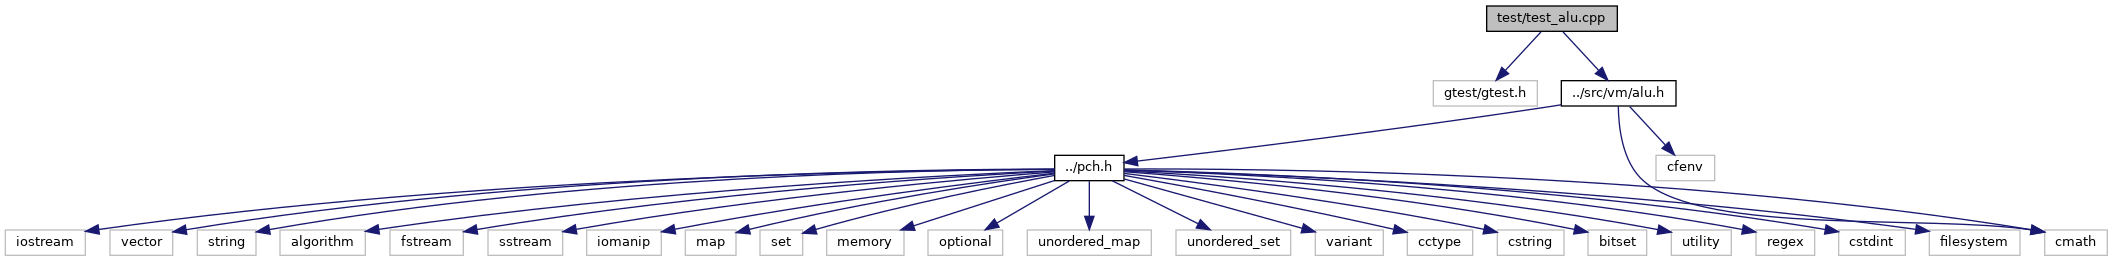 test/test_alu.cpp
gtest/gtest.h
../src/vm/alu.h
../pch.h
cfenv
iostream
vector
string
algorithm
fstream
sstream
iomanip
map
set
memory
optional
unordered_map
unordered_set
variant
cctype
cstring
bitset
utility
regex
cstdint
filesystem
cmath